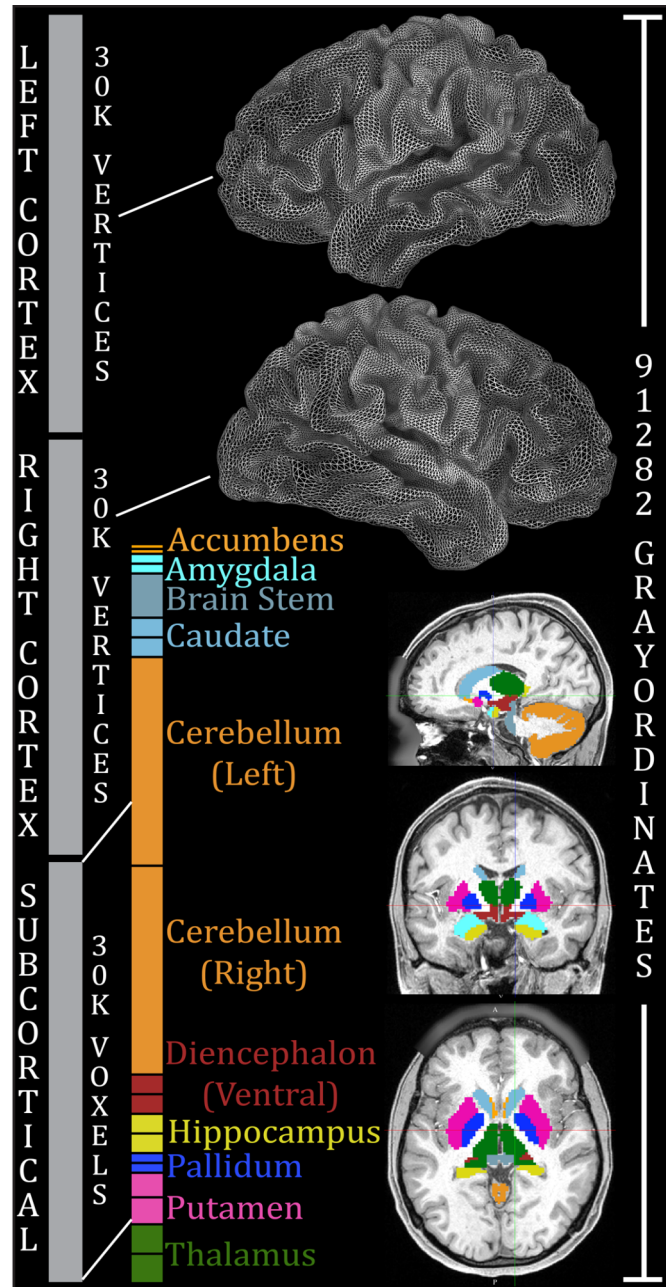 LEFT CORTEX
30K VERTICES
RIGHT CORTEX
30K VERTICES
SUBCORTICAL
30K VOXELS
Accumbens
Amygdala
Brain Stem
Caudate
Cerebellum
(Left)
Cerebellum
(Right)
Diencephalon
(Ventral)
Hippocampus
Pallidum
Putamen
Thalamus
91282 GRAYORDINATES
A
P